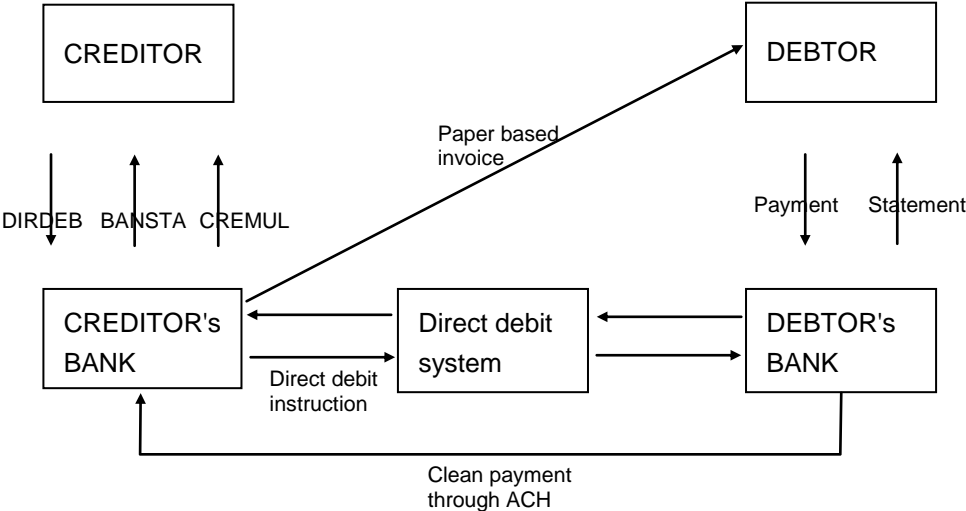 CREDITOR
DEBTOR
Paper based
invoice
DIRDEB BANSTA CREMUL
Payment Statement
CREDITOR's
BANK
Direct debit
system
DEBTOR's
BANK
Direct debit
instruction
Clean payment
through ACH